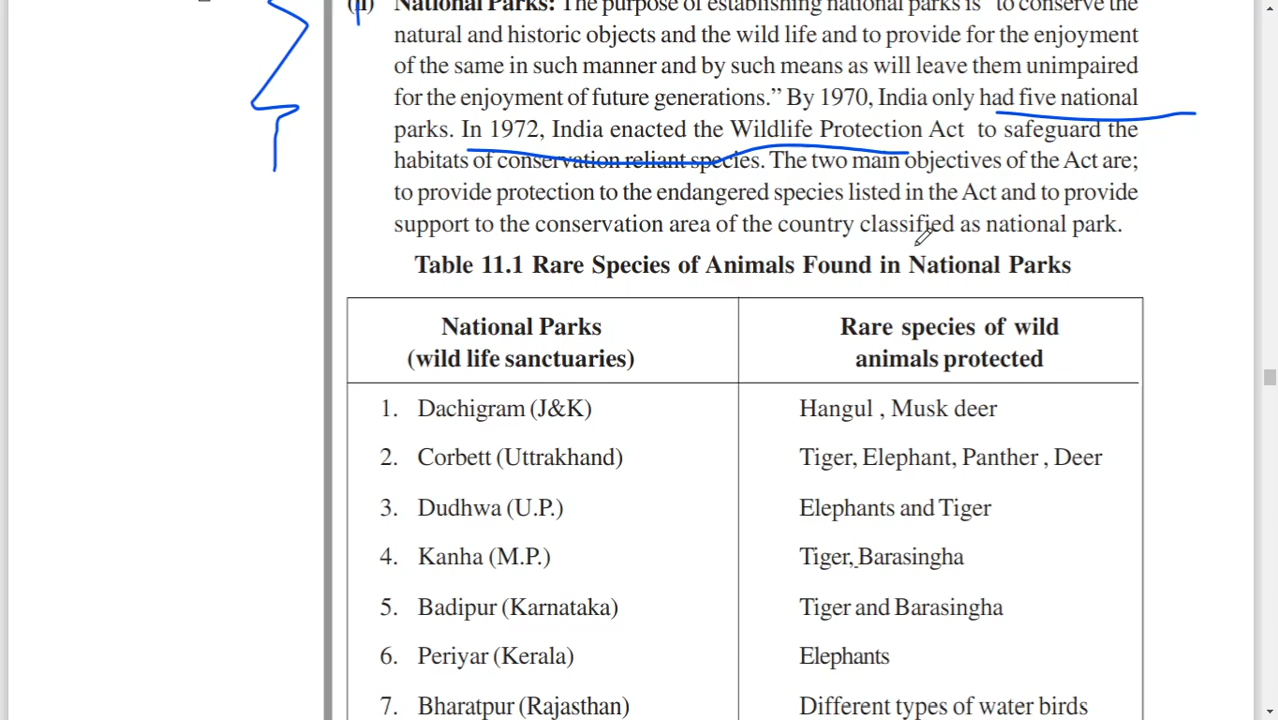 (ii) National Parks: The purpose of establishing national parks is "to conserve the
natural and historic objects and the wild life and to provide for the enjoyment
of the same in such manner and by such means as will leave them unimpaired
for the enjoyment of future generations.” By 1970, India only had five national
parks. In 1972, India enacted the Wildlife Protection Act to safeguard the
habitats of conservation reliant species. The two main objectives of the Act are;
to provide protection to the endangered species listed in the Act and to provide
support to the conservation area of the country classified as national park.
Table 11.1 Rare Species of Animals Found in National Parks
National Parks
(wild life sanctuaries)
Rare species of wild
animals protected
1. Dachigram (J&K) Hangul , Musk deer
2. Corbett (Uttrakhand) Tiger, Elephant, Panther , Deer
3. Dudhwa (U.P.) Elephants and Tiger
4. Kanha (M.P.) Tiger, Barasingha
5. Badipur (Karnataka) Tiger and Barasingha
6. Periyar (Kerala) Elephants
7. Bharatpur (Rajasthan) Different types of water birds